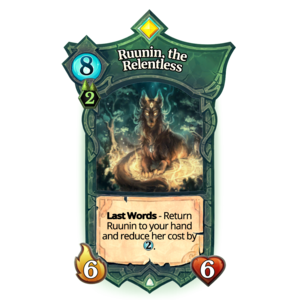 Ruunin, the
Relentless
8
2
Last Words - Return
Ruunin to your hand
and reduce her cost by
2.
6 6